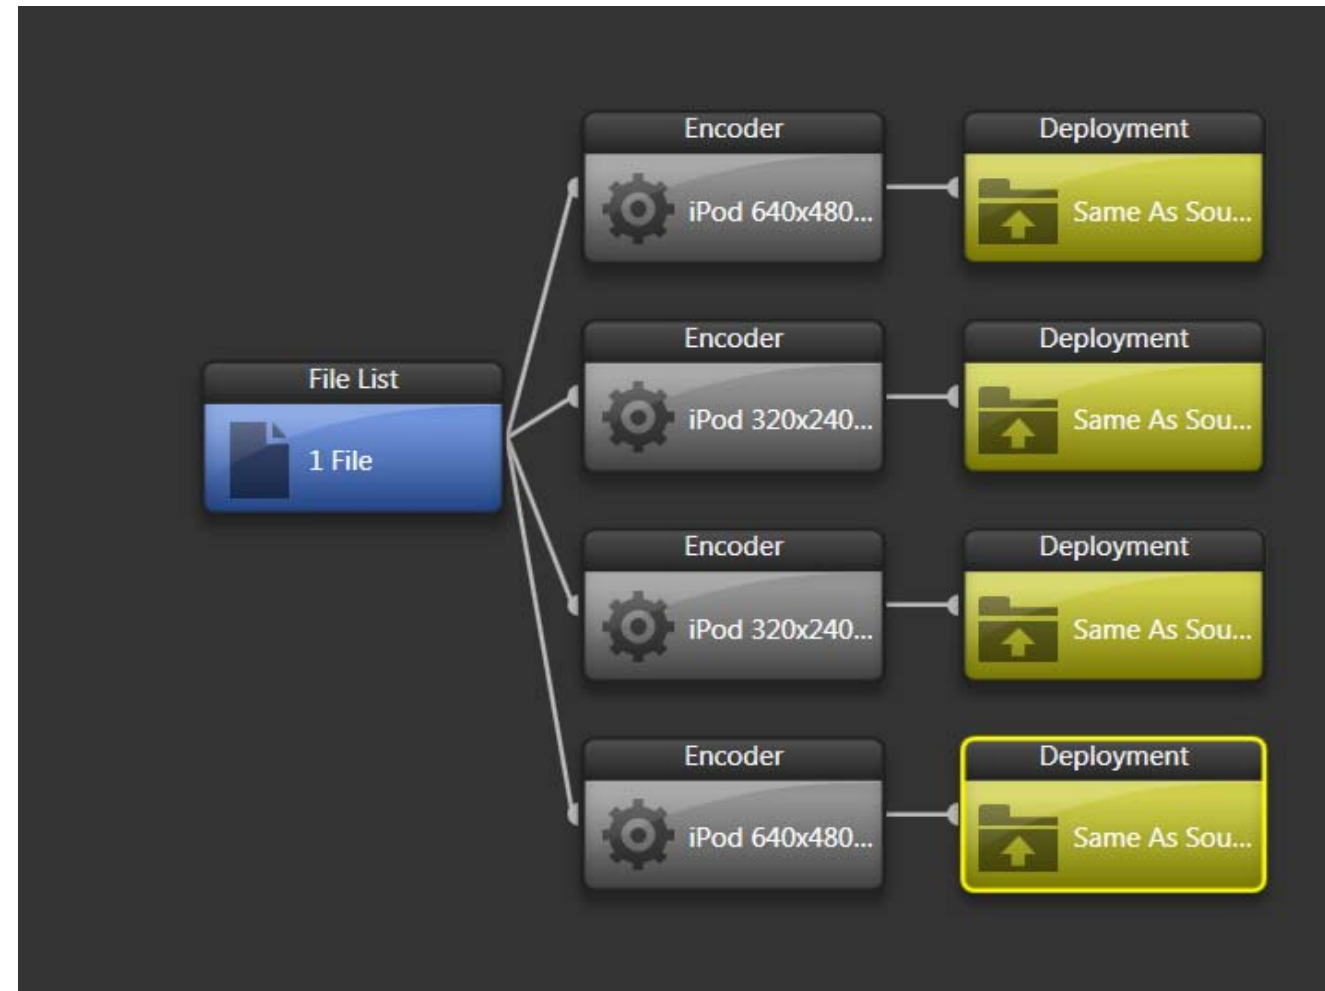 Encoder
Deployment
iPod 640x480...
Same As Sou...
Encoder
Deployment
iPod 320x240...
Same As Sou...
File List
1 File
Encoder
Deployment
iPod 320x240...
Same As Sou...
Encoder
Deployment
iPod 640x480...
Same As Sou...